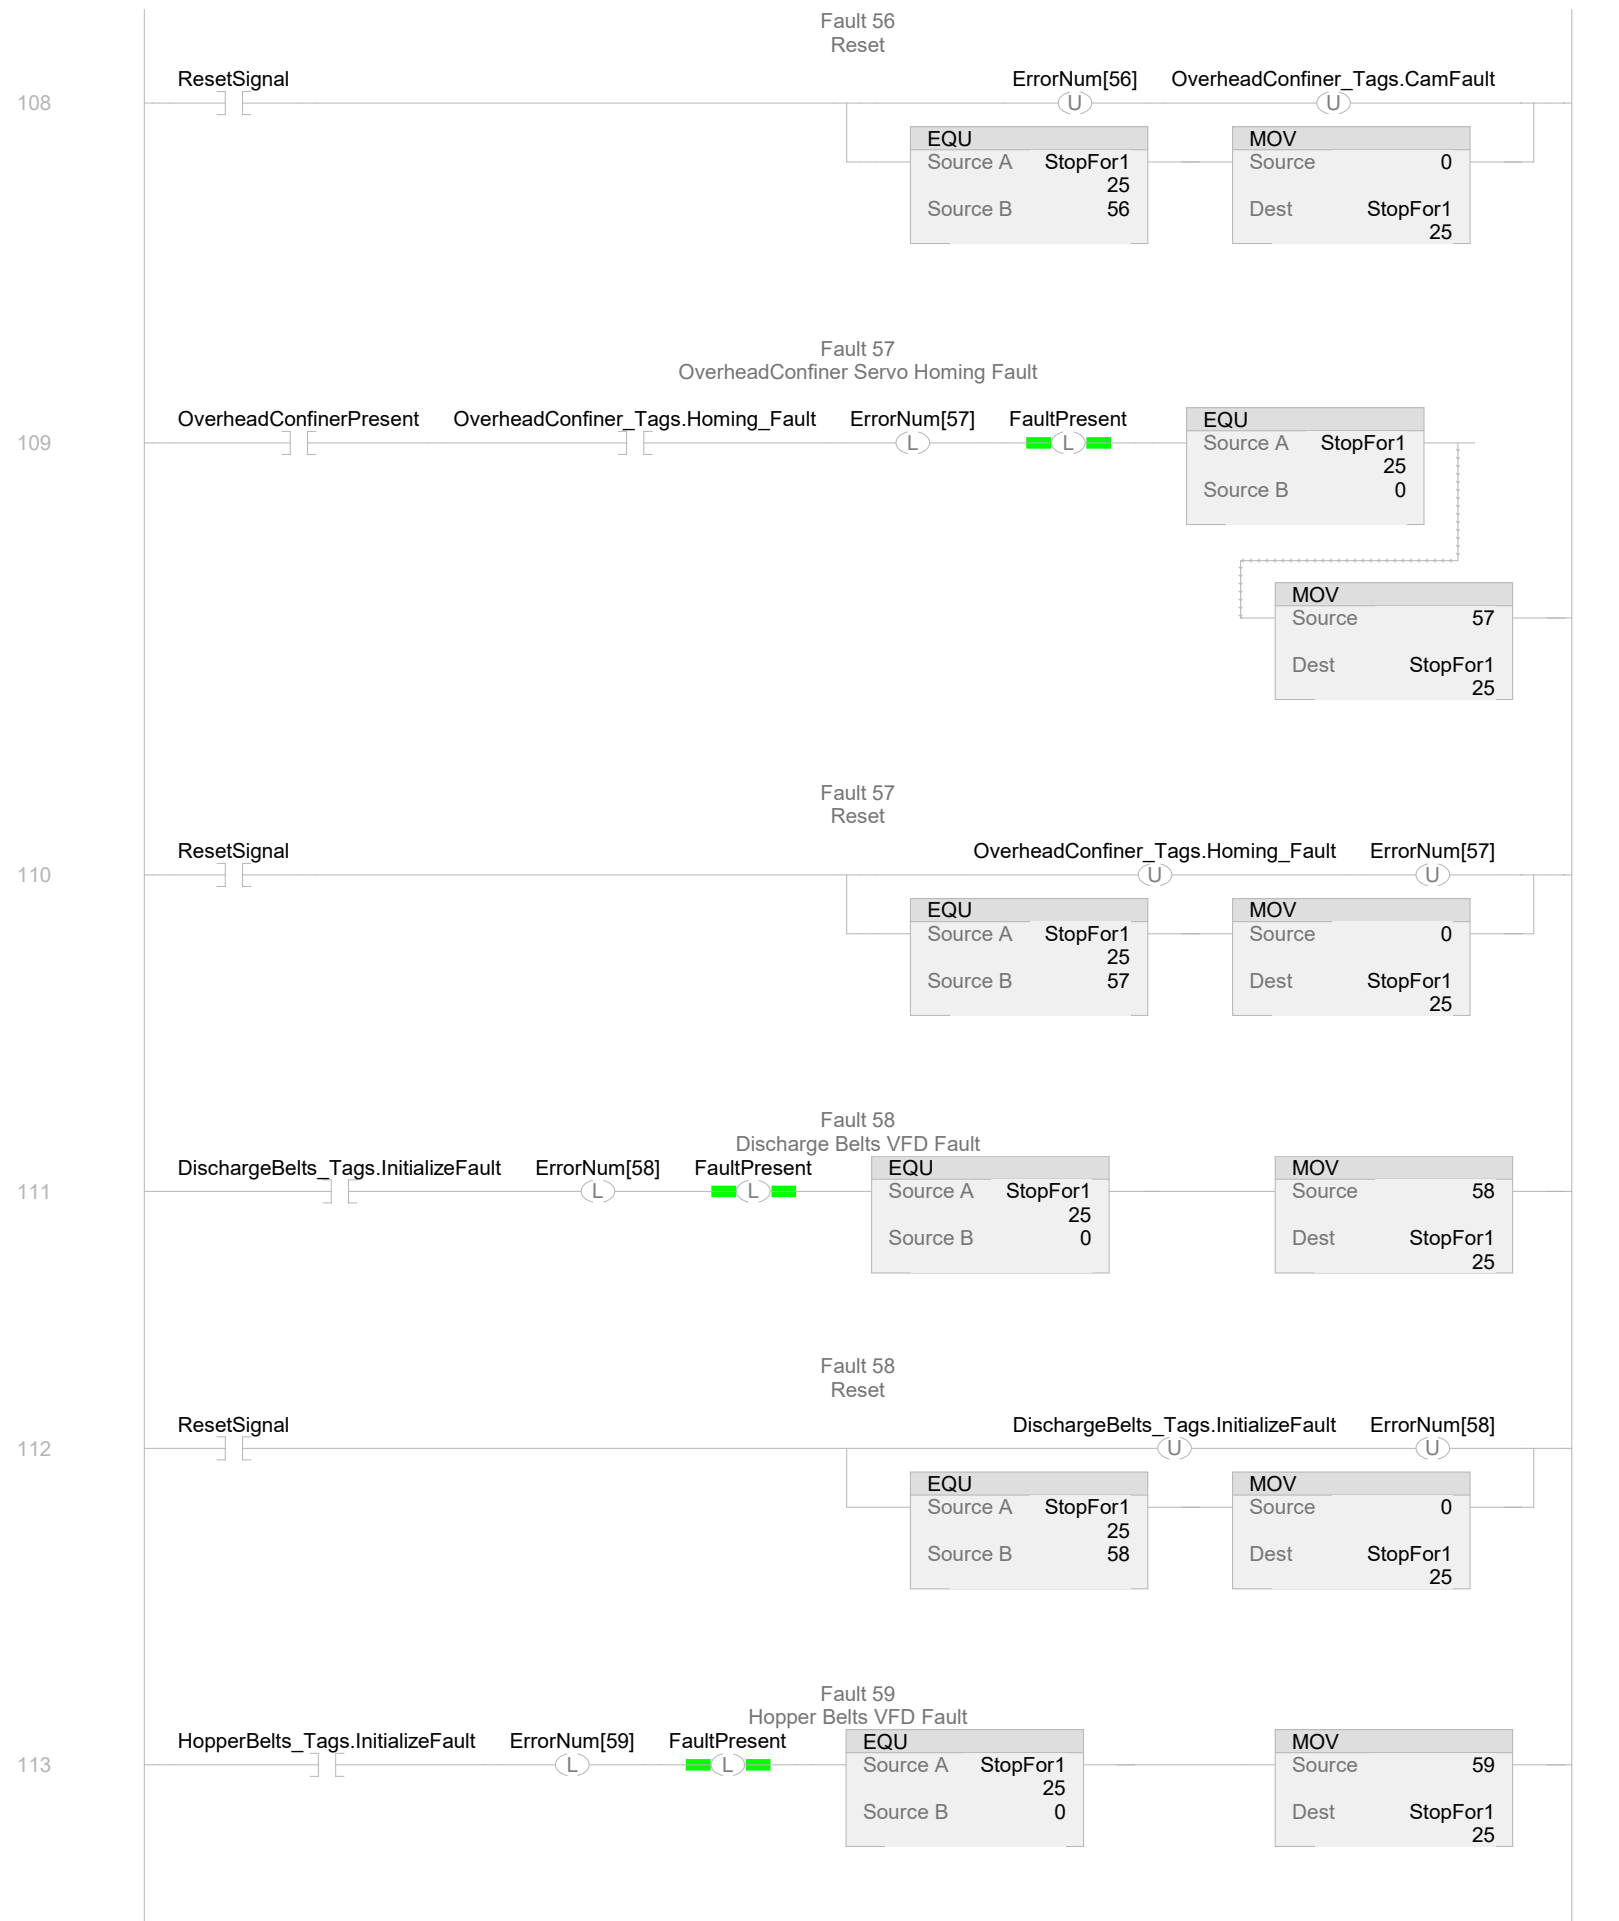 Fault 56
Reset
ResetSignal
ErrorNum[56]
OverheadConfiner_Tags.CamFault
108
U
U
EQU
Source A StopFor1
25
Source B 56
MOV
Source 0
Dest StopFor1
25
Fault 57
OverheadConfiner Servo Homing Fault
OverheadConfinerPresent
OverheadConfiner_Tags.Homing_Fault
ErrorNum[57]
FaultPresent
109
L
L
EQU
Source A StopFor1
25
Source B 0
MOV
Source 57
Dest StopFor1
25
Fault 57
Reset
ResetSignal
OverheadConfiner_Tags.Homing_Fault
ErrorNum[57]
110
U
U
EQU
Source A StopFor1
25
Source B 57
MOV
Source 0
Dest StopFor1
25
Fault 58
Discharge Belts VFD Fault
DischargeBelts_Tags.InitializeFault
ErrorNum[58]
FaultPresent
111
L
L
EQU
Source A StopFor1
25
Source B 0
MOV
Source 58
Dest StopFor1
25
Fault 58
Reset
ResetSignal
DischargeBelts_Tags.InitializeFault
ErrorNum[58]
112
U
U
EQU
Source A StopFor1
25
Source B 58
MOV
Source 0
Dest StopFor1
25
Fault 59
Hopper Belts VFD Fault
HopperBelts_Tags.InitializeFault
ErrorNum[59]
FaultPresent
113
L
L
EQU
Source A StopFor1
25
Source B 0
MOV
Source 59
Dest StopFor1
25